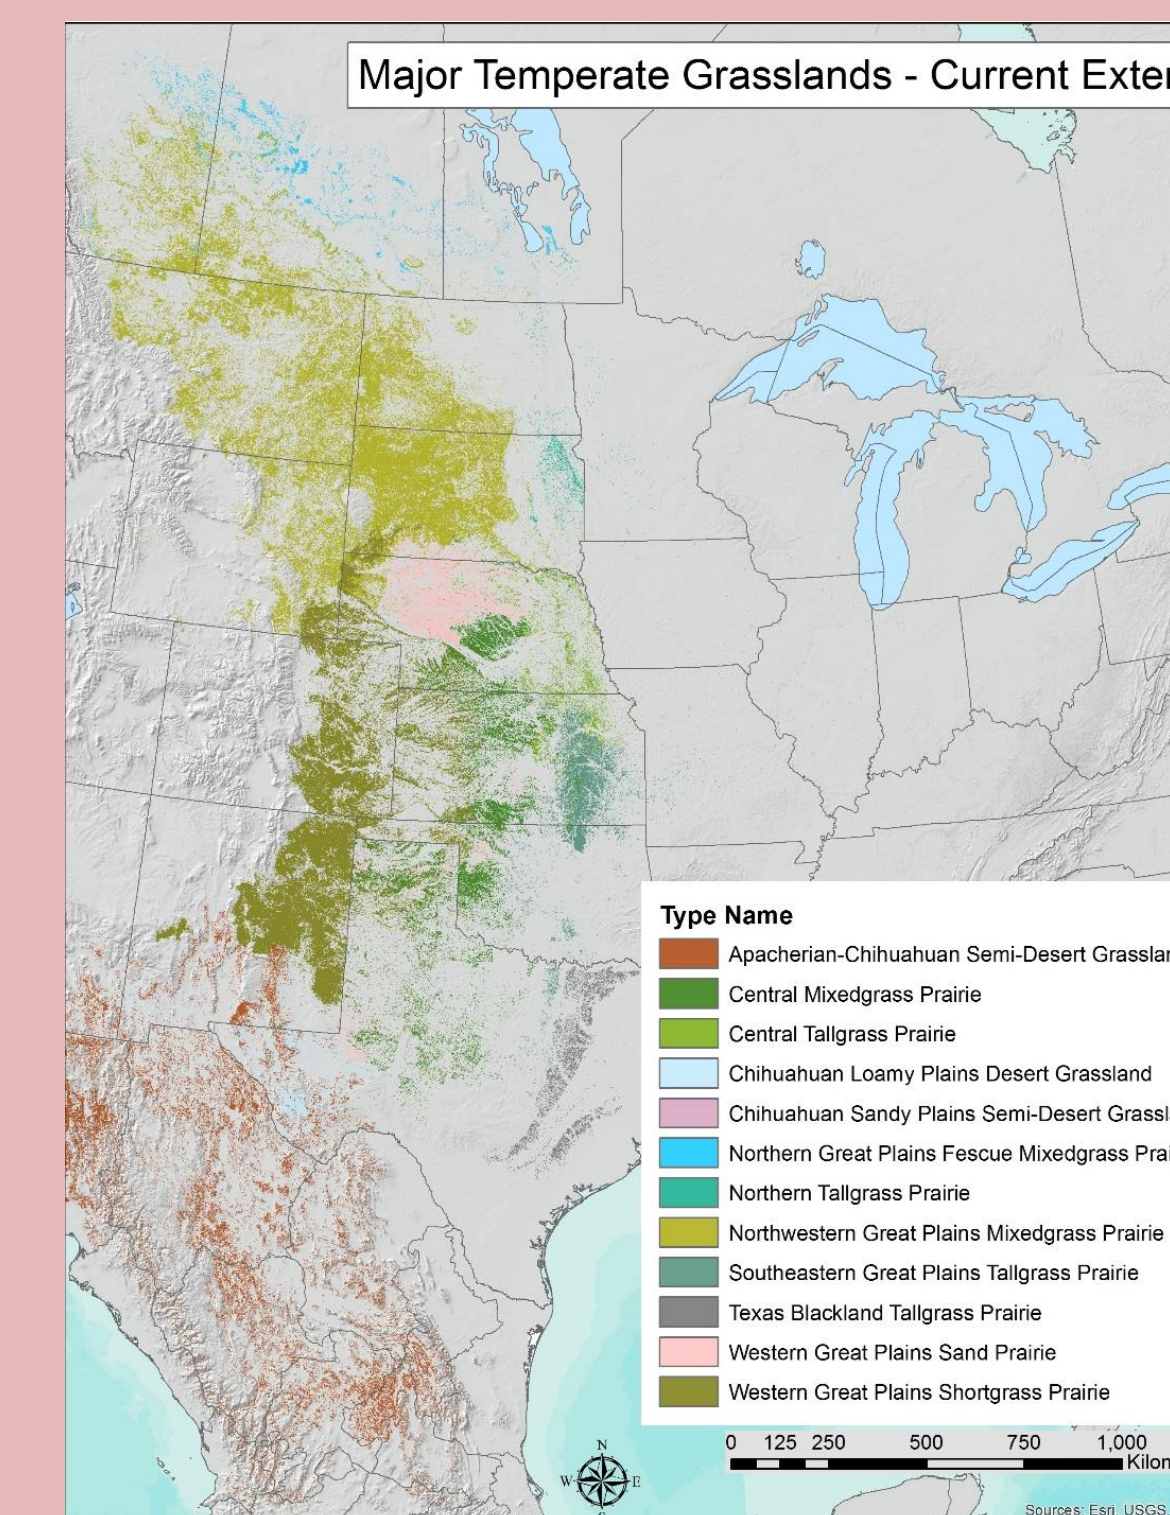 Major Temperate Grasslands - Current Exter
Type Name
Apacherian-Chihuahuan Semi-Desert Grasslan
Central Mixedgrass Prairie
Central Tallgrass Prairie
Chihuahuan Loamy Plains Desert Grassland
Chihuahuan Sandy Plains Semi-Desert Grassl
Northern Great Plains Fescue Mixedgrass Prai
Northern Tallgrass Prairie
Northwestern Great Plains Mixedgrass Prairie
Southeastern Great Plains Tallgrass Prairie
Texas Blackland Tallgrass Prairie
Western Great Plains Sand Prairie
Western Great Plains Shortgrass Prairie
0 125 250 500 750 1,000
Kilon
N
W E
S
Sources: Esri, USGS,